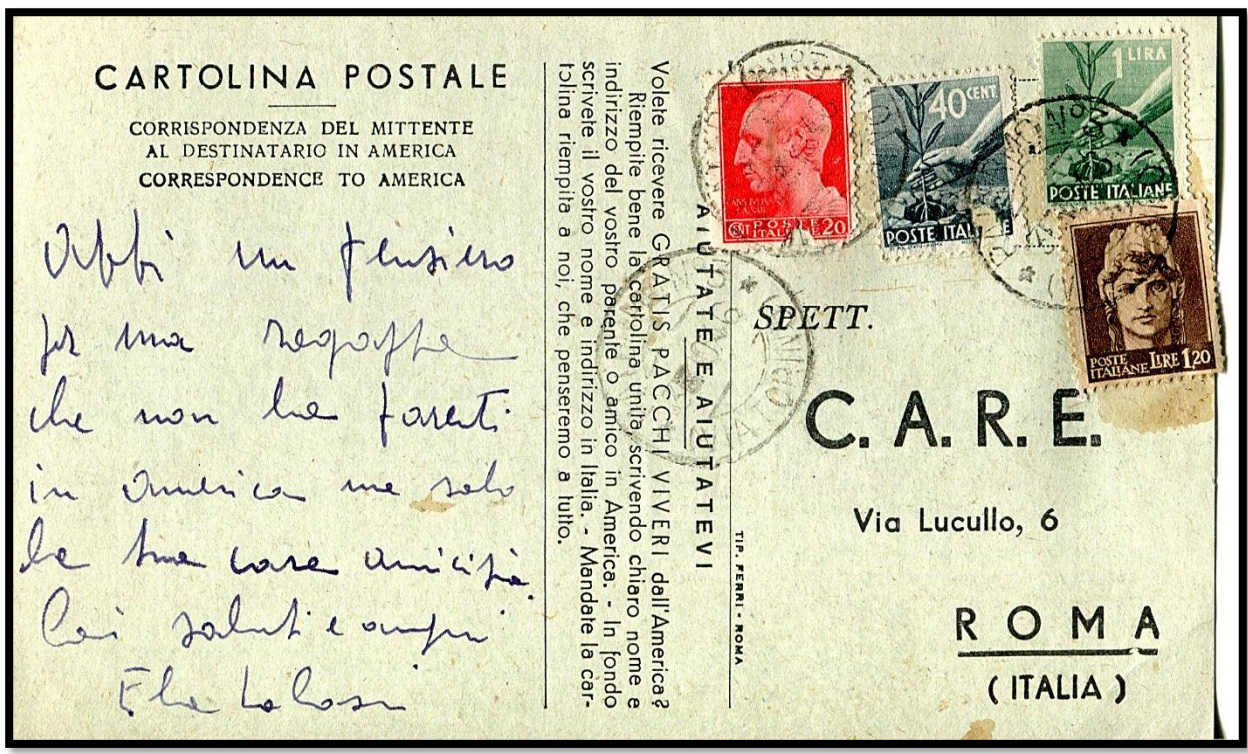 CARTOLINA POSTALE
CORRISPONDENZA DEL MITTENTE
AL DESTINATARIO IN AMERICA
CORRESPONDENCE TO AMERICA
Abbi un pensiero
per una ragazza
che non ha parenti
in America ma solo
la tua cara amicizia.
Cari saluti e auguri
Volete ricevere GRATIS PACCHI VIVERI dall'America?
Riempite bene la cartolina unita, scrivendo chiaro nome e
indirizzo del vostro parente o amico in America. - In fondo
scrivete il vostro nome e indirizzo in Italia. - Mandate la car-
tolina riempita a noi, che penseremo a tutto.
AIUTATE E AIUTATEVI
TIP. FERRI - ROMA
POSTE
ITALIANE 20
40 CENT
POSTE ITALIANE
1 LIRA
POSTE ITALIANE
POSTE
ITALIANE LIRE 1,20
SPETT.
C. A. R. E.
Via Lucullo, 6
ROMA
(ITALIA)